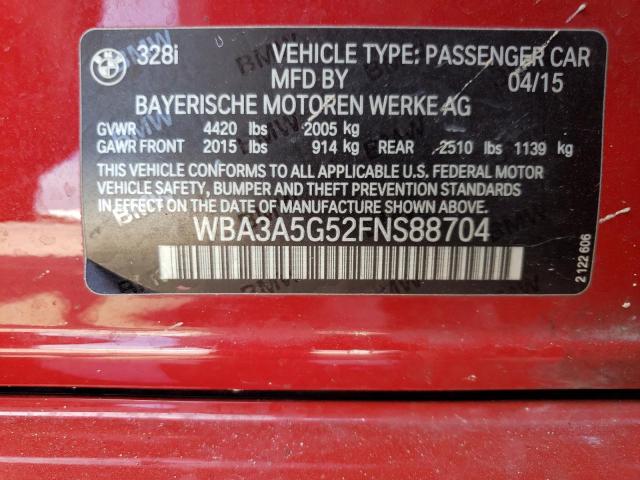 BMW 328i VEHICLE TYPE: PASSENGER CAR
MFD BY 04/15
BAYERISCHE MOTOREN WERKE AG
GVWR 4420 lbs 2005 kg
GAWR FRONT 2015 lbs 914 kg REAR 2510 lbs 1139 kg
THIS VEHICLE CONFORMS TO ALL APPLICABLE U.S. FEDERAL MOTOR
VEHICLE SAFETY, BUMPER AND THEFT PREVENTION STANDARDS
IN EFFECT ON THE DATE OF MANUFACTURE SHOWN ABOVE.
WBA3A5G52FNS88704
2 122 606